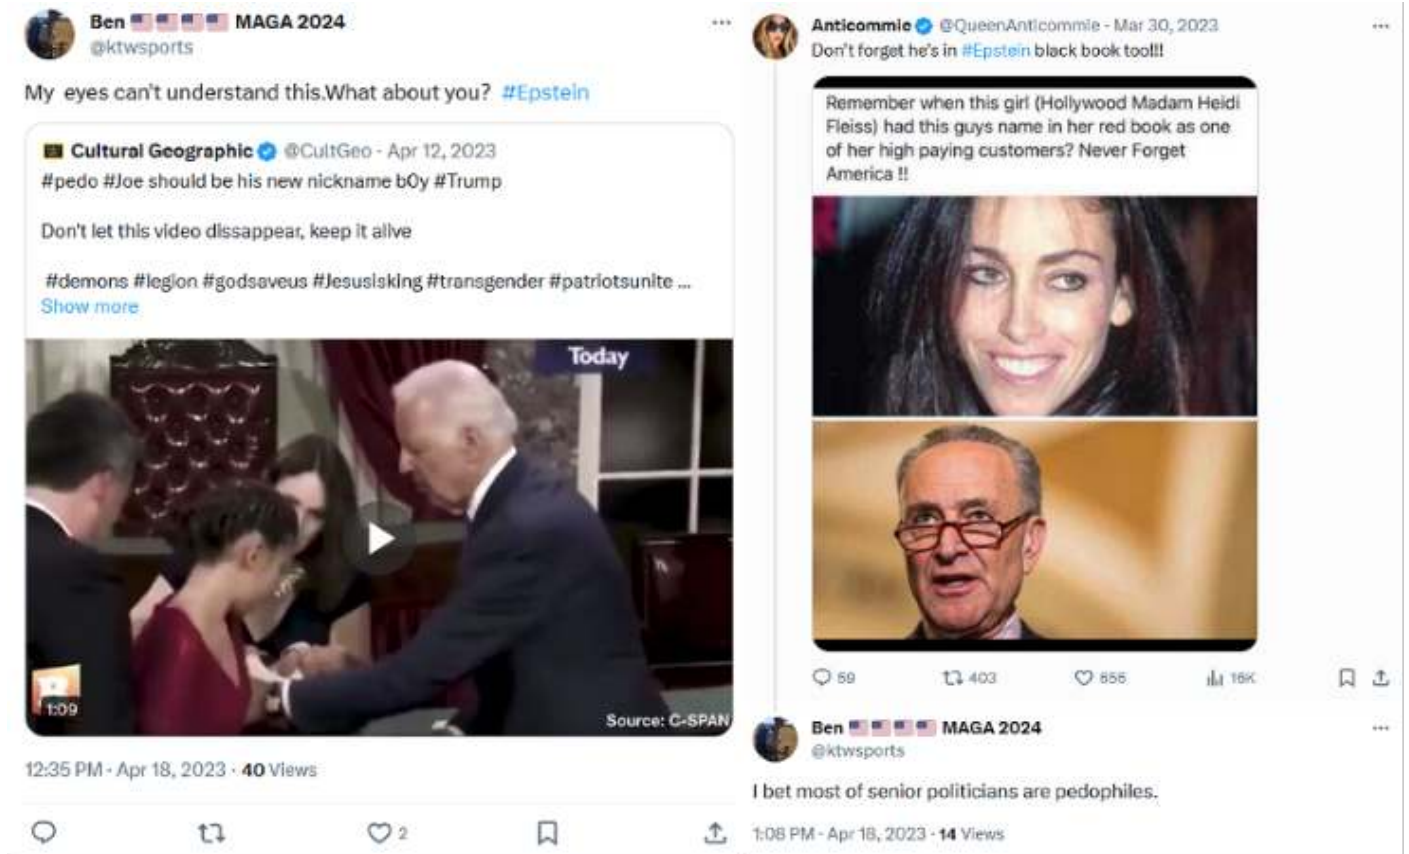 Ben 🇺🇸🇺🇸🇺🇸🇺🇸 MAGA 2024
@ktwsports
My eyes can't understand this.What about you? #Epstein
Cultural Geographic @CultGeo - Apr 12, 2023
#pedo #Joe should be his new nickname b0y #Trump
Don't let this video dissappear, keep it alive
#demons #legion #godsaveus #Jesusisking #transgender #patriotsunite ...
Show more
Today
1:09
Source: C-SPAN
12:35 PM - Apr 18, 2023 · 40 Views
2
Anticommie @QueenAnticommie - Mar 30, 2023
Don't forget he's in #Epstein black book too!!!
Remember when this girl (Hollywood Madam Heidi
Fleiss) had this guys name in her red book as one
of her high paying customers? Never Forget
America !!
59 403 656 16K
Ben 🇺🇸🇺🇸🇺🇸🇺🇸 MAGA 2024
@ktwsports
I bet most of senior politicians are pedophiles.
1:08 PM - Apr 18, 2023 · 14 Views